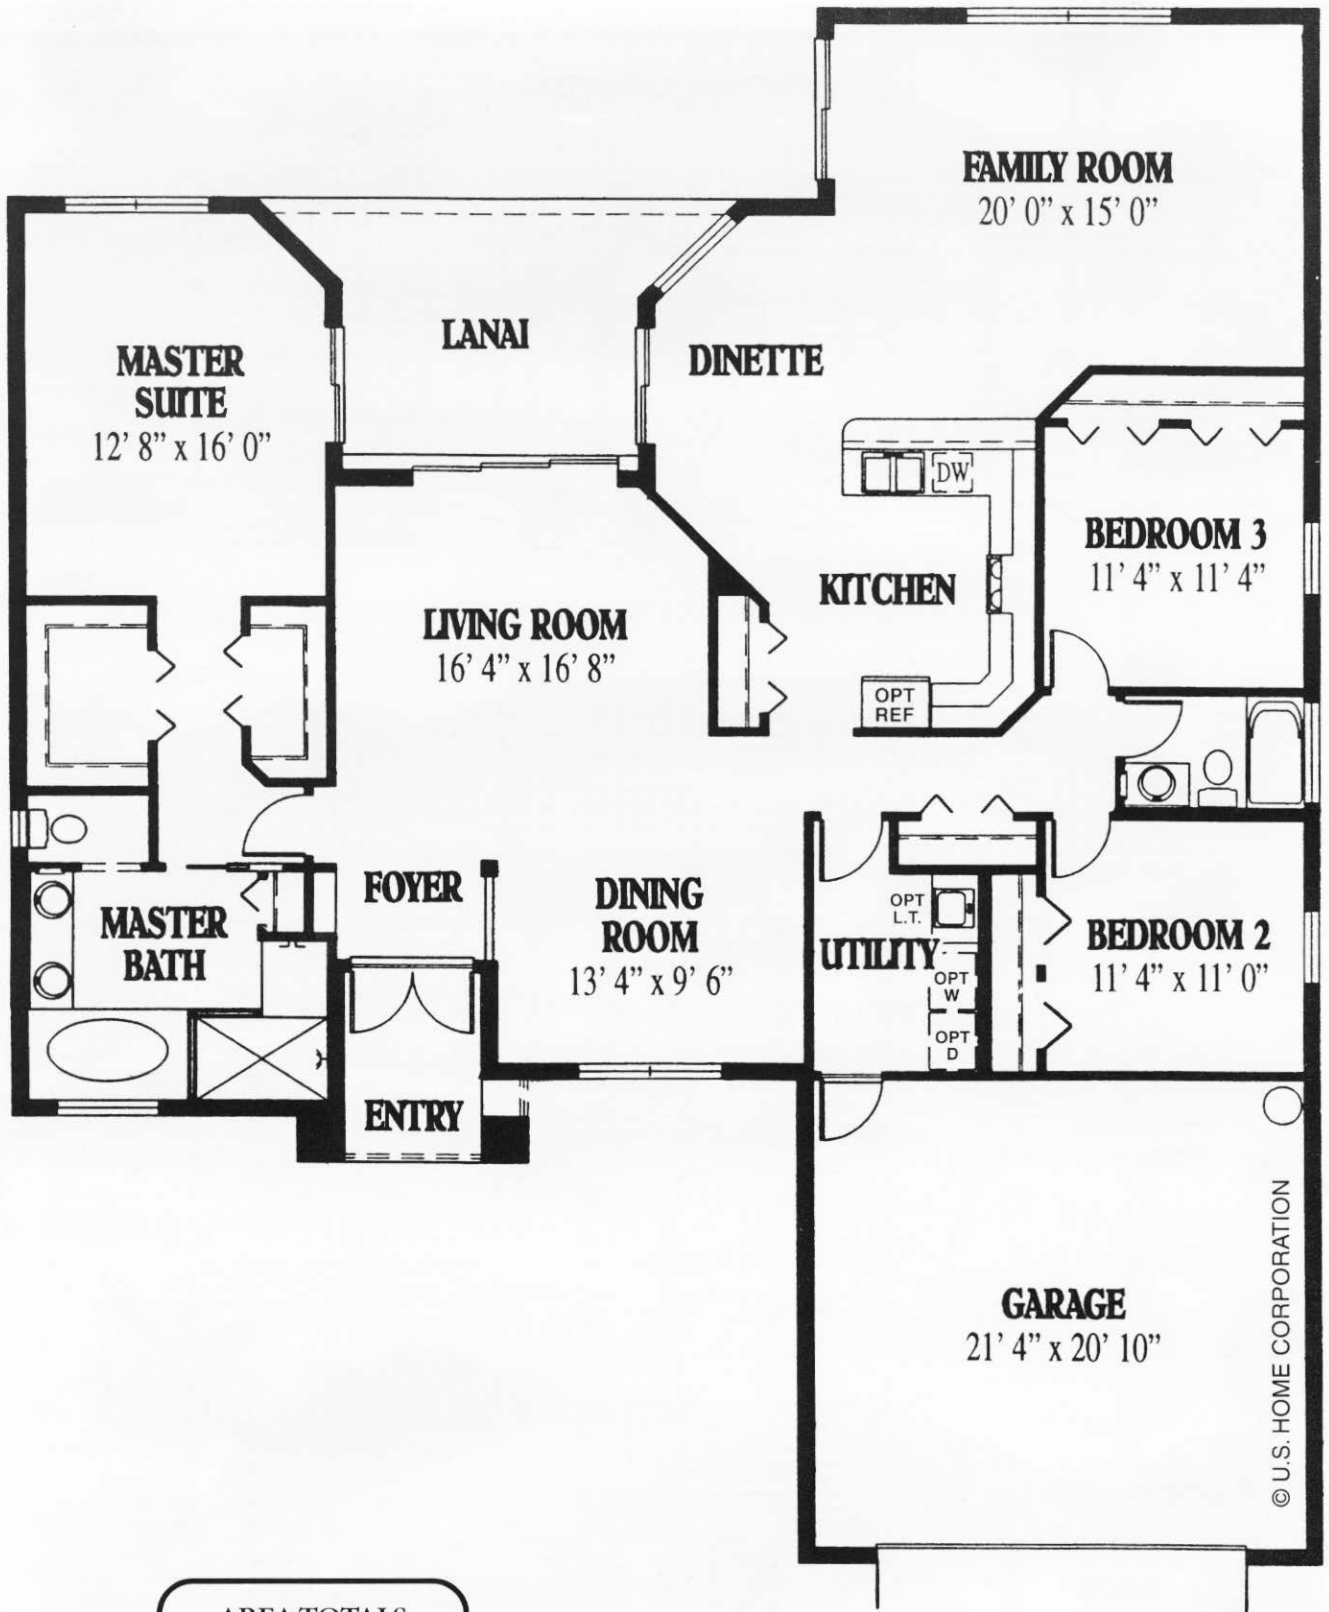 FAMILY ROOM
20' 0" x 15' 0"
LANAI
DINETTE
MASTER
SUITE
12' 8" x 16' 0"
DW
BEDROOM 3
11' 4" x 11' 4"
KITCHEN
LIVING ROOM
16' 4" x 16' 8"
OPT
REF
FOYER
DINING
ROOM
13' 4" x 9' 6"
MASTER
BATH
OPT
L.T.
UTILITY
OPT
W
OPT
D
BEDROOM 2
11' 4" x 11' 0"
ENTRY
GARAGE
21' 4" x 20' 10"
© U.S. HOME CORPORATION
AREA TOTALS